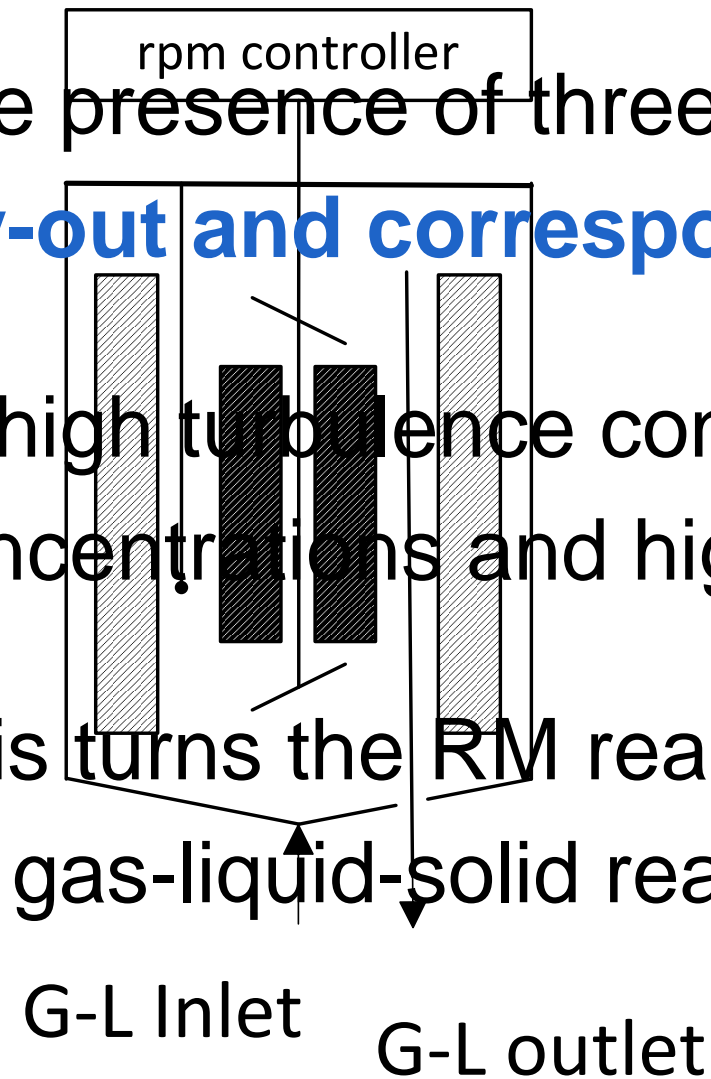 rpm controller
e presence of three
y-out and correspo
high turbulence con
ncentrations and hig
is turns the RM rea
gas-liquid-solid rea
G-L Inlet
G-L outlet